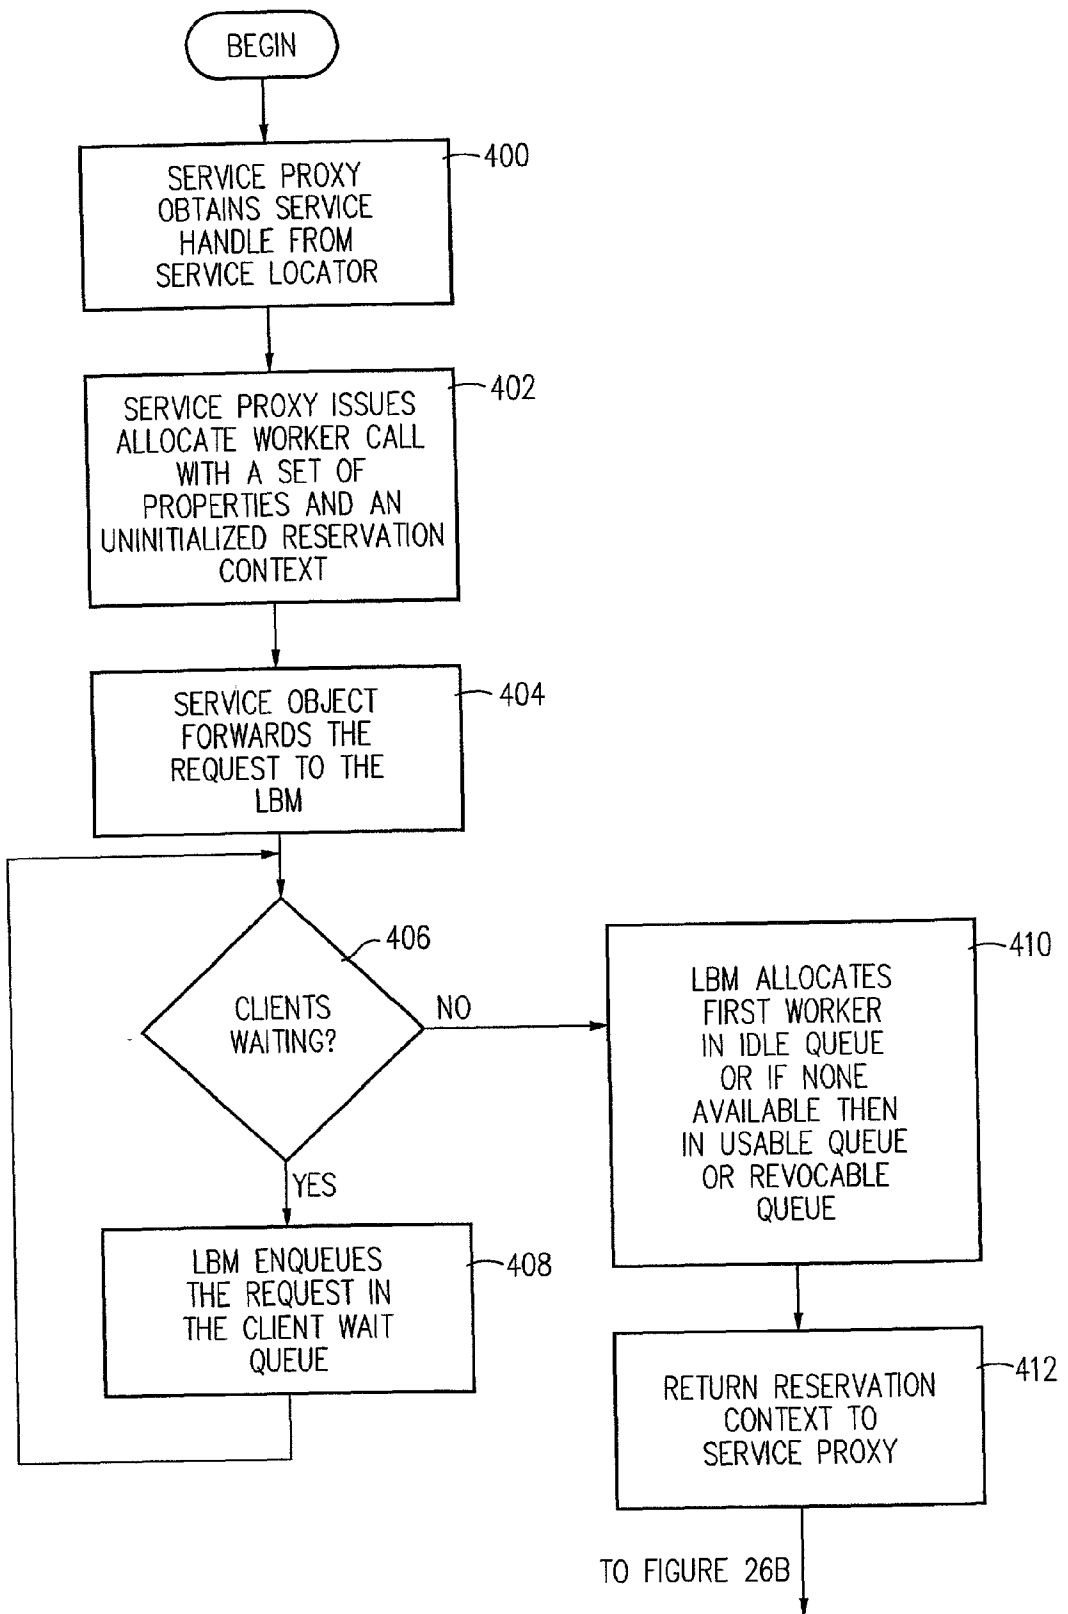 BEGIN
400
SERVICE PROXY
OBTAINS SERVICE
HANDLE FROM
SERVICE LOCATOR
402
SERVICE PROXY ISSUES
ALLOCATE WORKER CALL
WITH A SET OF
PROPERTIES AND AN
UNINITIALIZED RESERVATION
CONTEXT
404
SERVICE OBJECT
FORWARDS THE
REQUEST TO THE
LBM
406
CLIENTS
WAITING?
NO
YES
408
LBM ENQUEUES
THE REQUEST IN
THE CLIENT WAIT
QUEUE
410
LBM ALLOCATES
FIRST WORKER
IN IDLE QUEUE
OR IF NONE
AVAILABLE THEN
IN USABLE QUEUE
OR REVOCABLE
QUEUE
412
RETURN RESERVATION
CONTEXT TO
SERVICE PROXY
TO FIGURE 26B